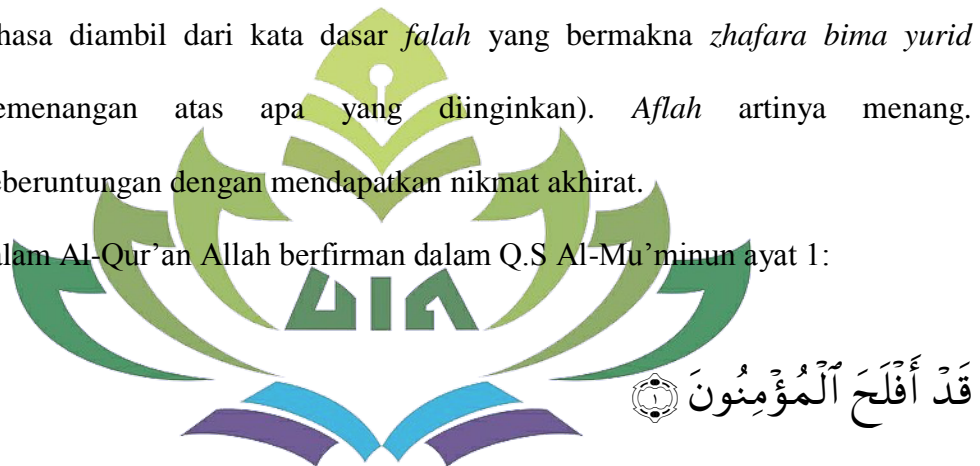 hasa diambil dari kata dasar falah yang bermakna zhafara bima yurid
emenangan atas apa yang diinginkan). Aflah artinya menang.
eberuntungan dengan mendapatkan nikmat akhirat.
alam Al-Qur’an Allah berfirman dalam Q.S Al-Mu’minun ayat 1:
UIN
قَدۡ أَفۡلَحَ ٱلۡمُؤۡمِنُونَ ١